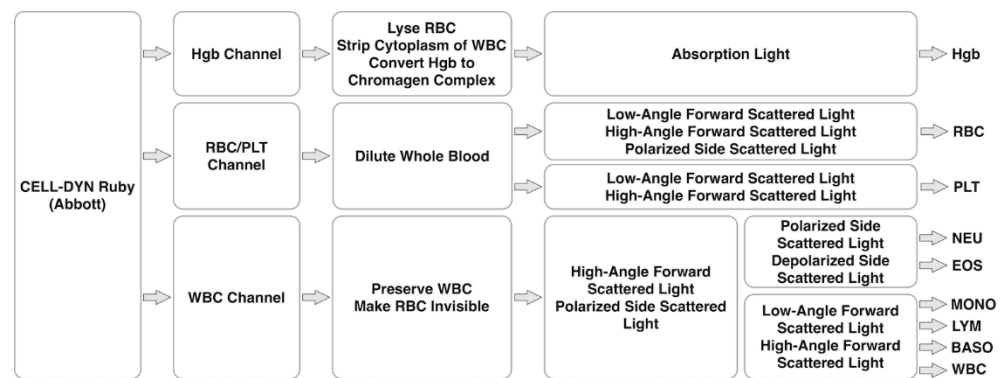 CELL-DYN Ruby
(Abbott)
Hgb Channel
Lyse RBC
Strip Cytoplasm of WBC
Convert Hgb to
Chromagen Complex
Absorption Light
Hgb
RBC/PLT
Channel
Dilute Whole Blood
Low-Angle Forward Scattered Light
High-Angle Forward Scattered Light
Polarized Side Scattered Light
RBC
Low-Angle Forward Scattered Light
High-Angle Forward Scattered Light
PLT
WBC Channel
Preserve WBC
Make RBC Invisible
High-Angle Forward
Scattered Light
Polarized Side Scattered
Light
Polarized Side
Scattered Light
Depolarized Side
Scattered Light
NEU
EOS
Low-Angle Forward
Scattered Light
High-Angle Forward
Scattered Light
MONO
LYM
BASO
WBC